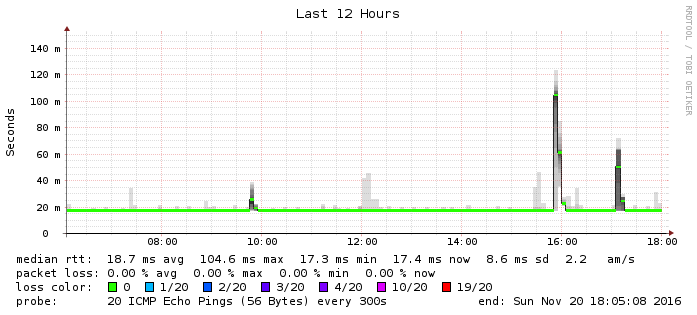 Last 12 Hours
RRDTOOL / TOBI OETIKER
Seconds
140 m
120 m
100 m
80 m
60 m
40 m
20 m
0
08:00 10:00 12:00 14:00 16:00 18:00
median rtt: 18.7 ms avg 104.6 ms max 17.3 ms min 17.4 ms now 8.6 ms sd 2.2 am/s
packet loss: 0.00 % avg 0.00 % max 0.00 % min 0.00 % now
loss color: 0 1/20 2/20 3/20 4/20 10/20 19/20
probe: 20 ICMP Echo Pings (56 Bytes) every 300s end: Sun Nov 20 18:05:08 2016